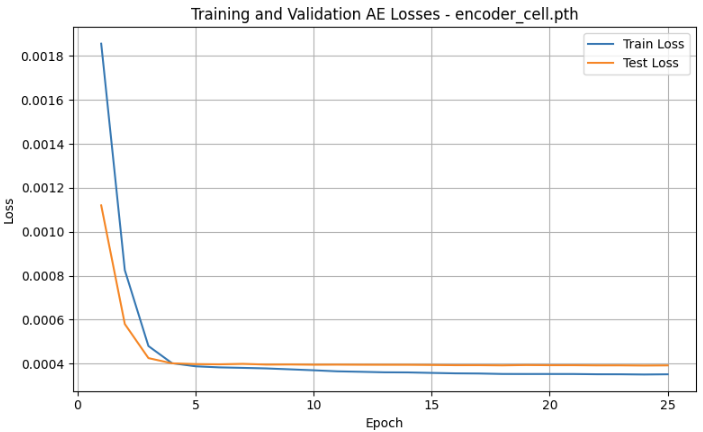 Training and Validation AE Losses - encoder_cell.pth
Train Loss
Test Loss
Loss
0.0018
0.0016
0.0014
0.0012
0.0010
0.0008
0.0006
0.0004
0 5 10 15 20 25
Epoch